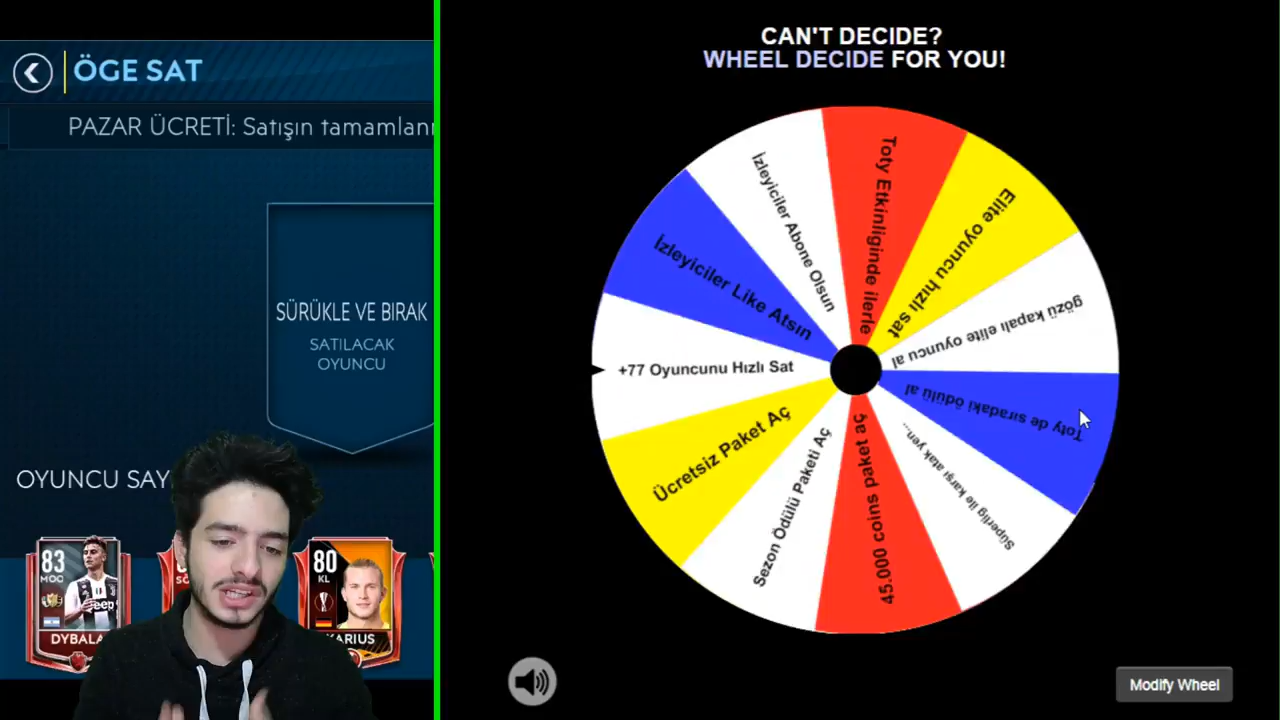 ÖGE SAT
PAZAR ÜCRETİ: Satışın tamamlanı
SÜRÜKLE VE BIRAK
SATILACAK
OYUNCU
OYUNCU SAY
83
MOO
DYBALA
80
KL
KARIUS
CAN'T DECIDE?
WHEEL DECIDE FOR YOU!
Toty Etkinliginde ilerle
Elite oyuncu hızlı sat
gözü kapalı elite oyuncu al
Toty de sıradaki ödülü al
Süperlig ile karşı atak yen...
45.000 coins paket aç
Sezon Ödülü Paketi Aç
Ücretsiz Paket Aç
+77 Oyuncunu Hızlı Sat
İzleyiciler Like Atsın
İzleyiciler Abone Olsun
Modify Wheel